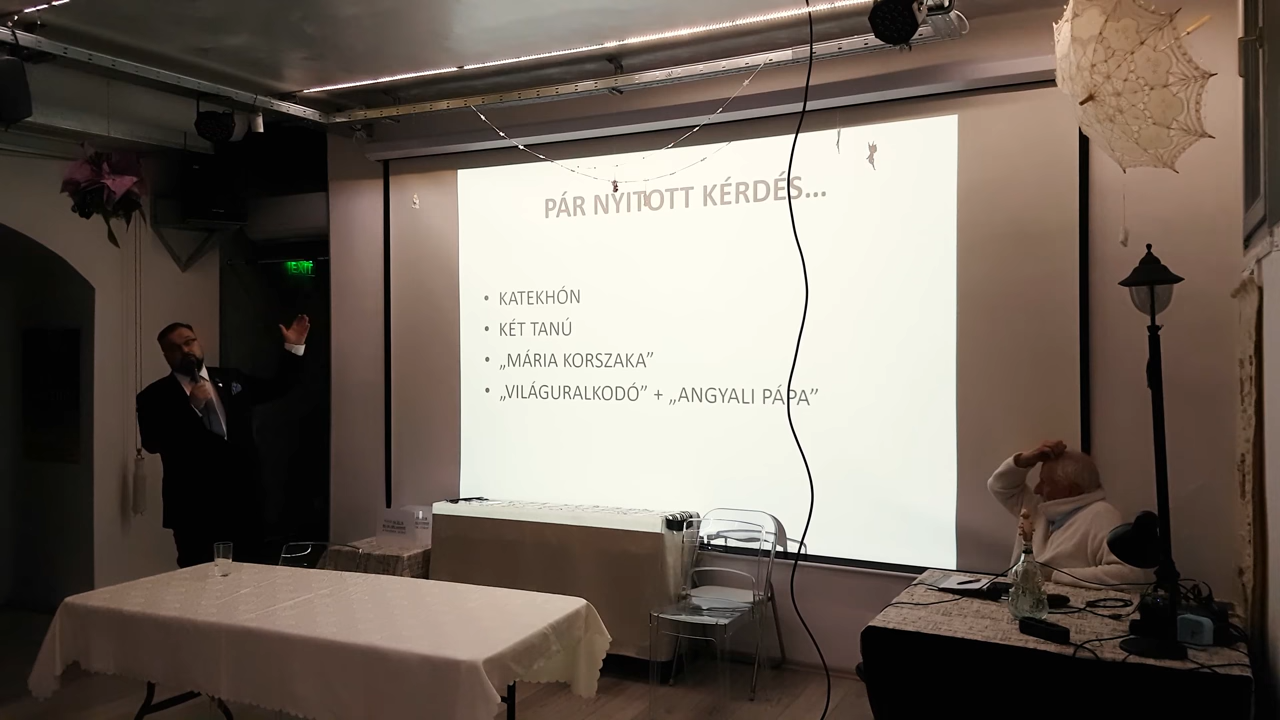 PÁR NYITOTT KÉRDÉS...
EXIT
• KATEKHÓN
• KÉT TANÚ
• „MÁRIA KORSZAKA”
• „VILÁGURALKODÓ” + „ANGYALI PÁPA”